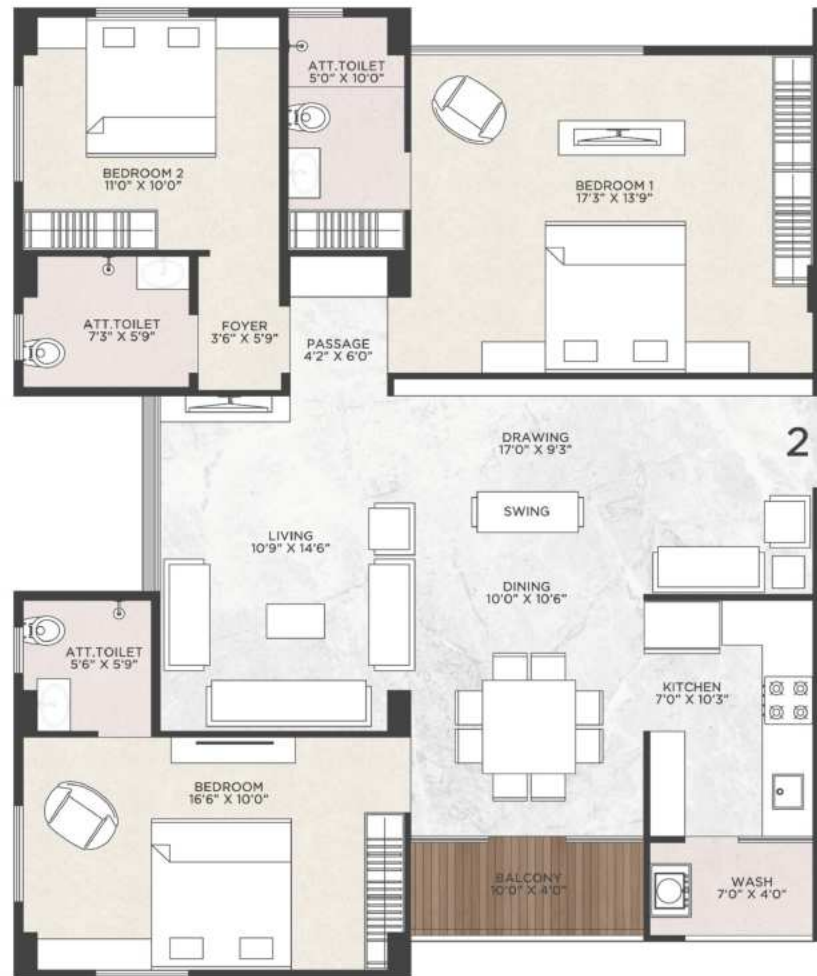 ATT.TOILET
5'0" X 10'0"
BEDROOM 2
11'0" X 10'0"
BEDROOM 1
17'3" X 13'9"
ATT.TOILET
7'3" X 5'9"
FOYER
3'6" X 5'9"
PASSAGE
4'2" X 6'0"
DRAWING
17'0" X 9'3"
2
SWING
LIVING
10'9" X 14'6"
DINING
10'0" X 10'6"
ATT.TOILET
5'6" X 5'9"
KITCHEN
7'0" X 10'3"
BEDROOM
16'6" X 10'0"
BALCONY
10'0" X 4'0"
WASH
7'0" X 4'0"